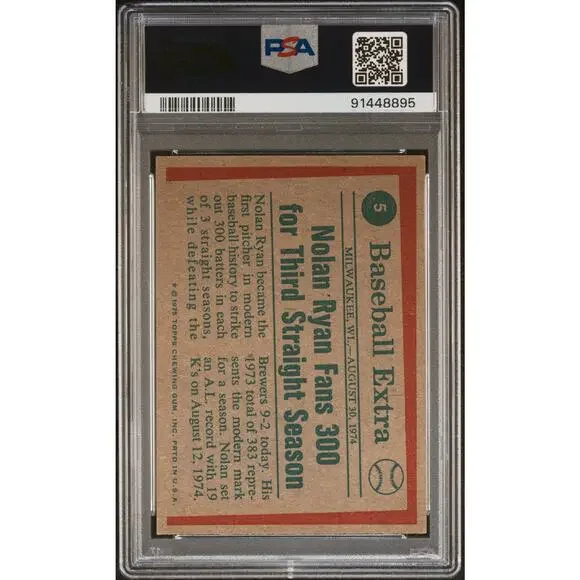 PSA
91448895
5
Baseball Extra
MILWAUKEE, WI., AUGUST 30, 1974
Nolan Ryan Fans 300
for Third Straight Season
Nolan Ryan became the
first pitcher in modern
baseball history to strike
out 300 batters in each
of 3 straight seasons,
while defeating the
Brewers 9-2, today. His
1973 total of 383 repre-
sents the modern mark
for a season. Nolan set
an A.L. record with 19
K's on August 12, 1974.
* © 1975 TOPPS CHEWING GUM, INC. PRTD. IN U.S.A.